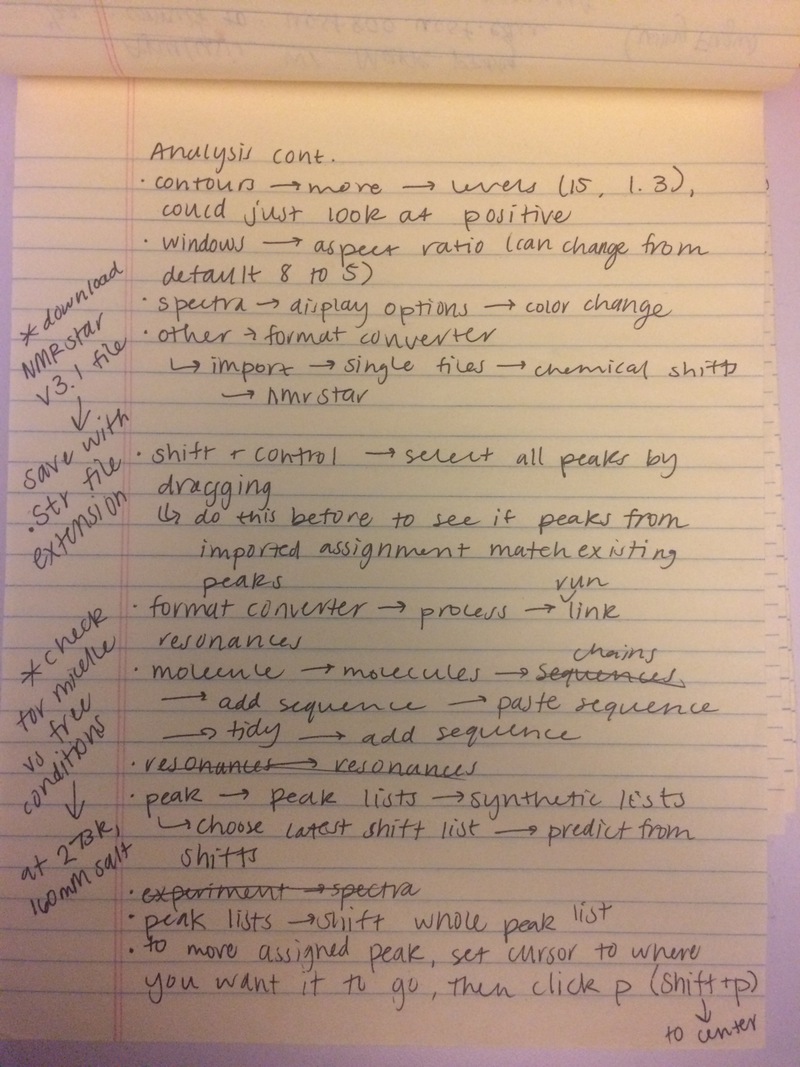 Analysis cont.
· contours → more → levels (15, 1.3),
could just look at positive
· windows → aspect ratio (can change from
default 8 to 5)
· spectra → display options → color change
· other → format converter
↳ import → single files → chemical shifts
→ nmrstar
· shift + control → select all peaks by
dragging
↳ do this before to see if peaks from
imported assignment match existing
peaks
run
· format converter → process → link
resonances
chains
· molecule → molecules → sequences
→ add sequence → paste sequence
→ tidy → add sequence
· resonances → resonances
· peak → peak lists → synthetic lists
↳ choose latest shift list → predict from
shifts
· experiment → spectra
· peak lists → shift whole peak list
· to move assigned peak, set cursor to where
you want it to go, then click p (shift+p)
↓
to center
* download
NMRstar
v3.1 file
↓
save with
.str file
extension
* check
for micelle
vs free
conditions
↓
at 273K,
160mM salt